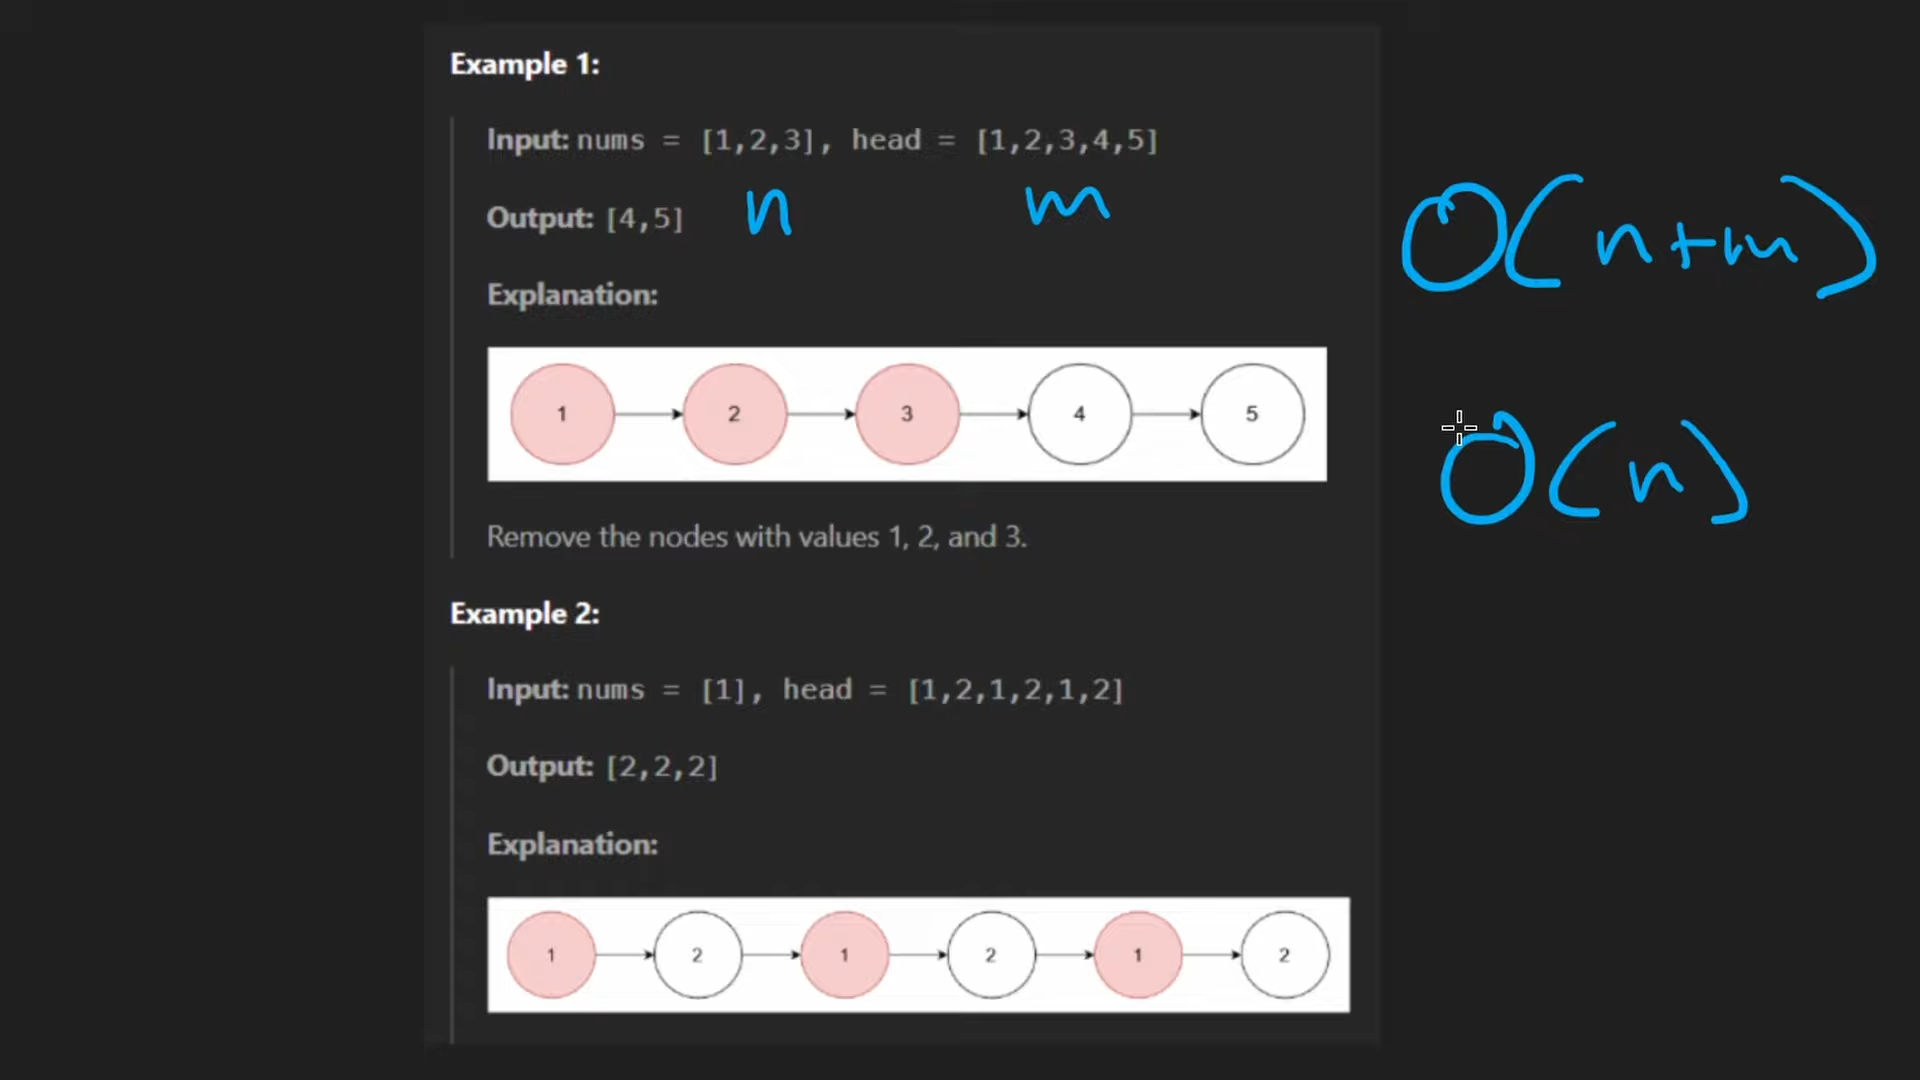 Example 1:
Input: nums = [1,2,3], head = [1,2,3,4,5]
n m
Output: [4,5]
O(n+m)
Explanation:
1 2 3 4 5
O(n)
Remove the nodes with values 1, 2, and 3.
Example 2:
Input: nums = [1], head = [1,2,1,2,1,2]
Output: [2,2,2]
Explanation:
1 2 1 2 1 2